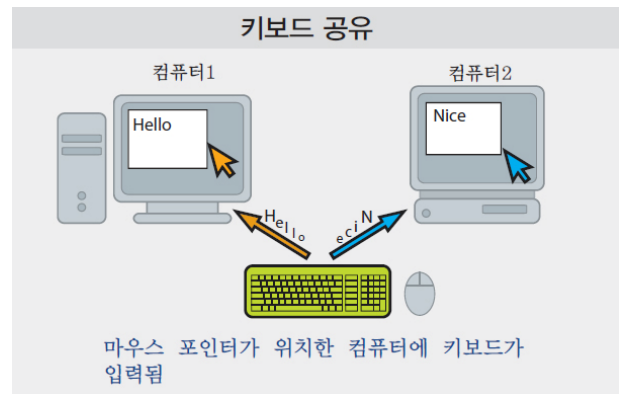 키보드 공유
컴퓨터1
컴퓨터2
Hello
Nice
Hello
eciN
마우스 포인터가 위치한 컴퓨터에 키보드가
입력됨